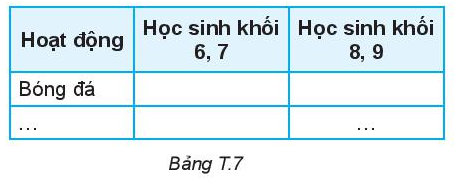 Hoạt động
Học sinh khối
6, 7
Học sinh khối
8, 9
Bóng đá
...
...
Bảng T.7